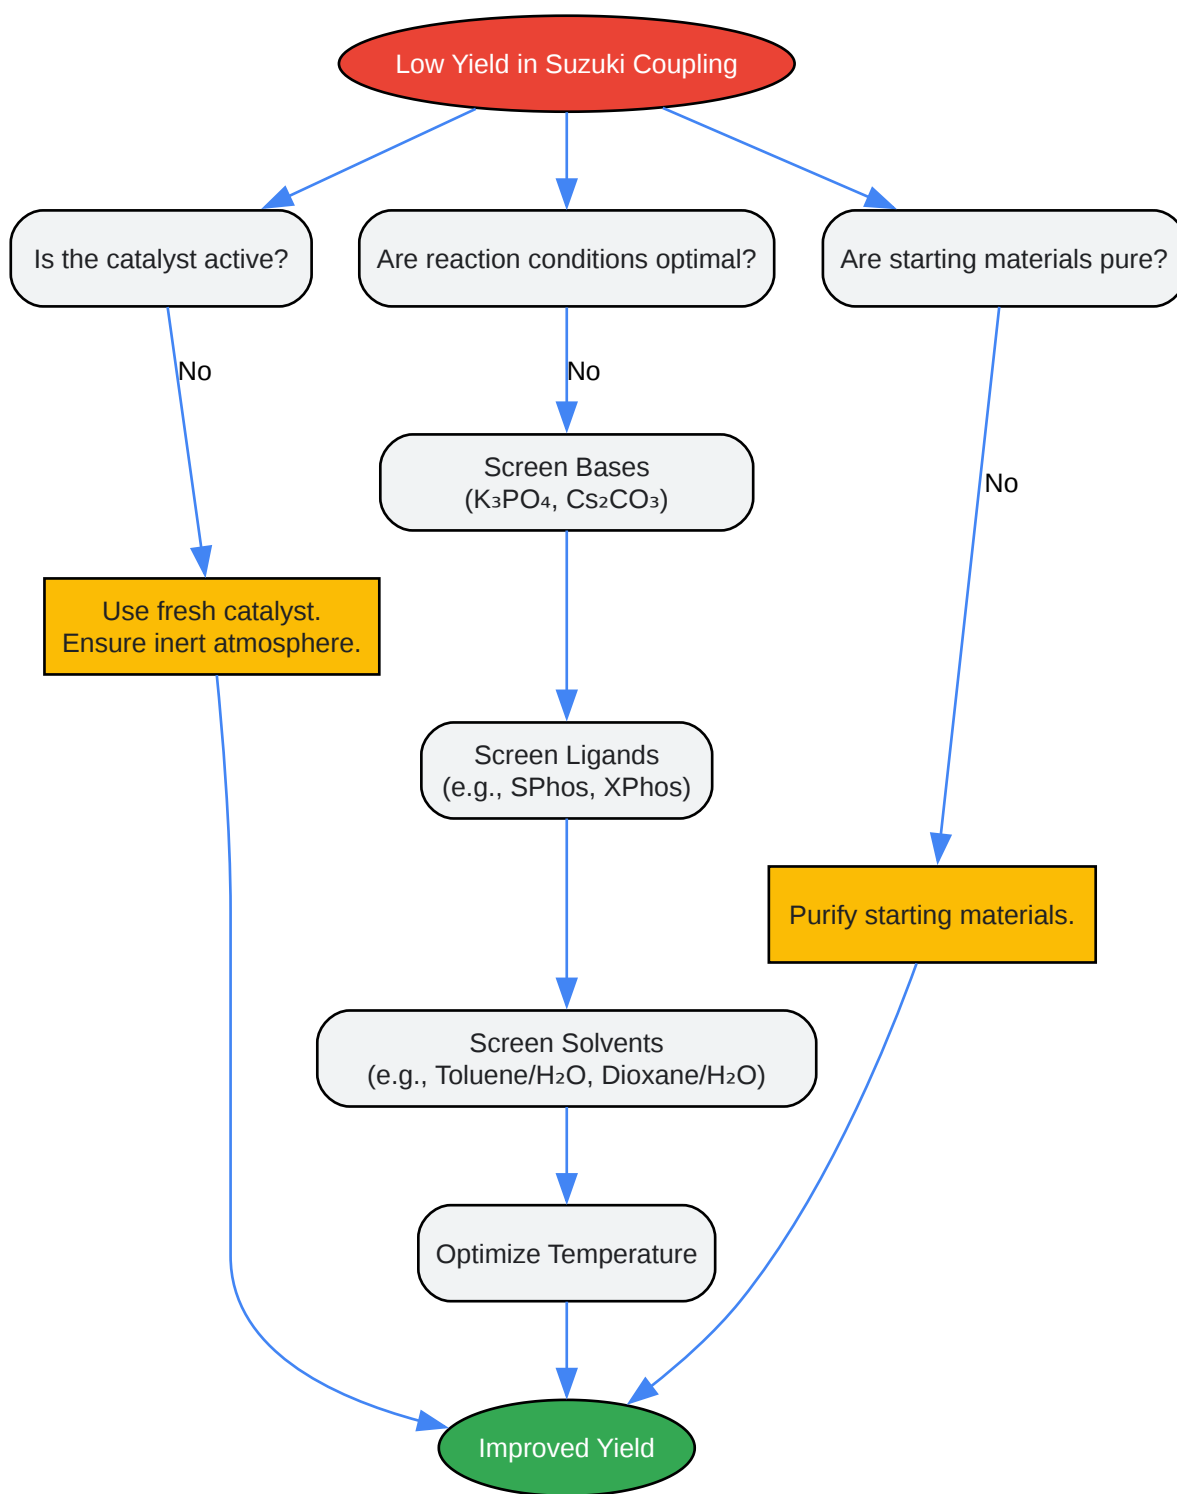 Low Yield in Suzuki Coupling
Is the catalyst active?
Are reaction conditions optimal?
Are starting materials pure?
No
No
Screen Bases
(K₃PO₄, Cs₂CO₃)
No
Use fresh catalyst.
Ensure inert atmosphere.
Screen Ligands
(e.g., SPhos, XPhos)
Purify starting materials.
Screen Solvents
(e.g., Toluene/H₂O, Dioxane/H₂O)
Optimize Temperature
Improved Yield